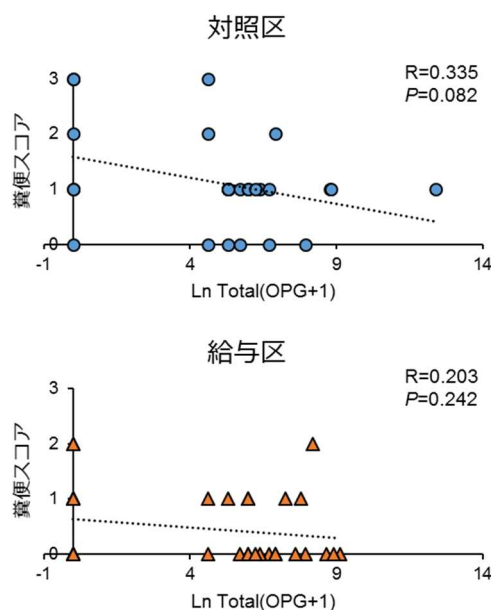 対照区
R=0.335
P=0.082
糞便スコア
3
2
1
0
-1 4 9 14
Ln Total(OPG+1)
給与区
R=0.203
P=0.242
糞便スコア
3
2
1
0
-1 4 9 14
Ln Total(OPG+1)